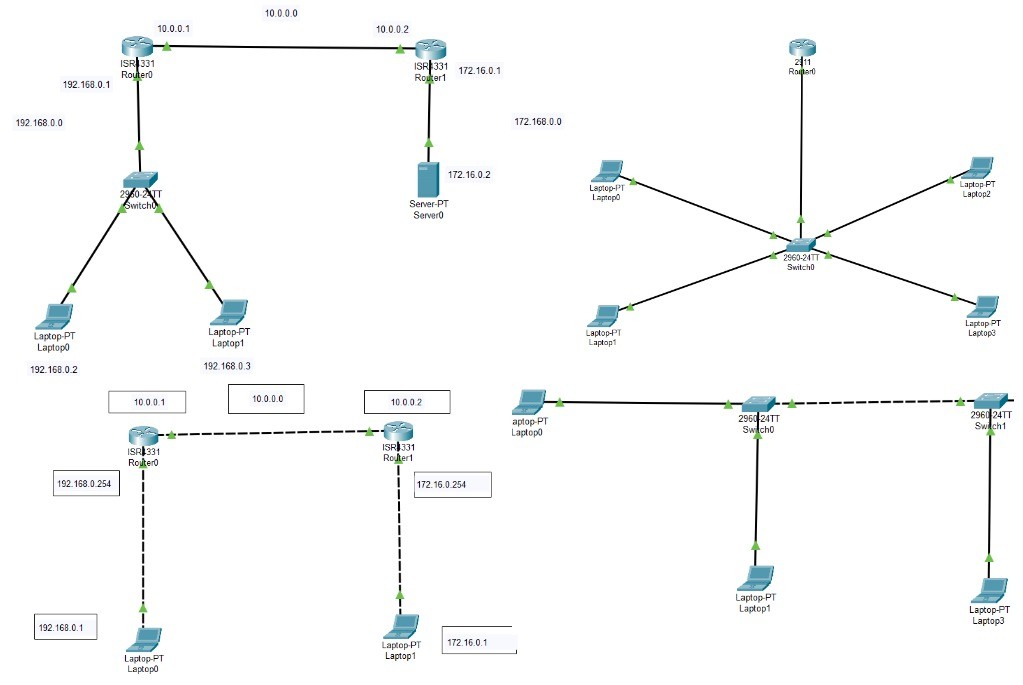 10.0.0.0
10.0.0.1
10.0.0.2
ISR4331
Router0
ISR4331
Router1
172.16.0.1
192.168.0.1
192.168.0.0
2960-24TT
Switch0
172.16.0.2
Server-PT
Server0
Laptop-PT
Laptop0
Laptop-PT
Laptop1
192.168.0.2
192.168.0.3
2911
Router0
172.168.0.0
Laptop-PT
Laptop0
Laptop-PT
Laptop2
2960-24TT
Switch0
Laptop-PT
Laptop1
Laptop-PT
Laptop3
10.0.0.1
10.0.0.0
10.0.0.2
ISR4331
Router0
ISR4331
Router1
192.168.0.254
172.16.0.254
192.168.0.1
Laptop-PT
Laptop0
Laptop-PT
Laptop1
172.16.0.1
aptop-PT
Laptop0
2960-24TT
Switch0
2960-24TT
Switch1
Laptop-PT
Laptop1
Laptop-PT
Laptop3